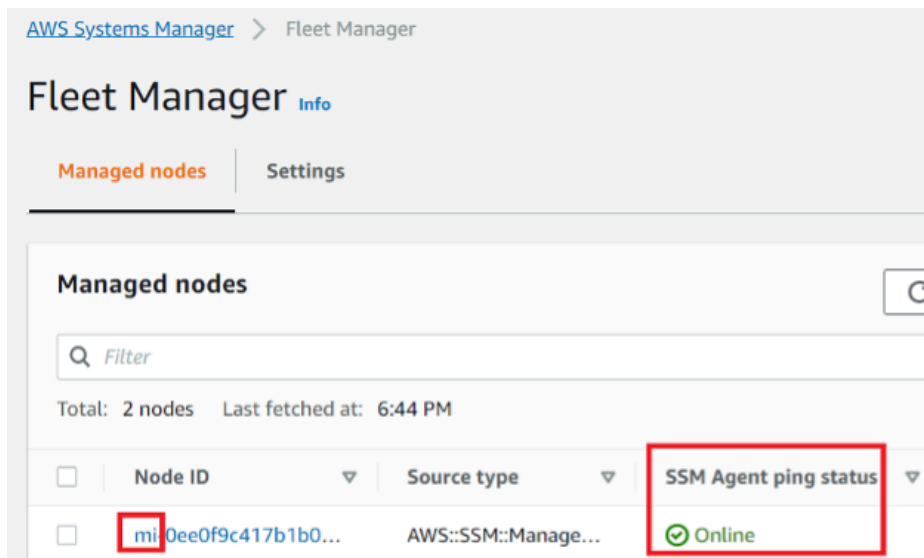 AWS Systems Manager > Fleet Manager
Fleet Manager Info
Managed nodes Settings
Managed nodes
Filter
Total: 2 nodes Last fetched at: 6:44 PM
Node ID Source type SSM Agent ping status
mi-0ee0f9c417b1b0... AWS::SSM::Manage... Online